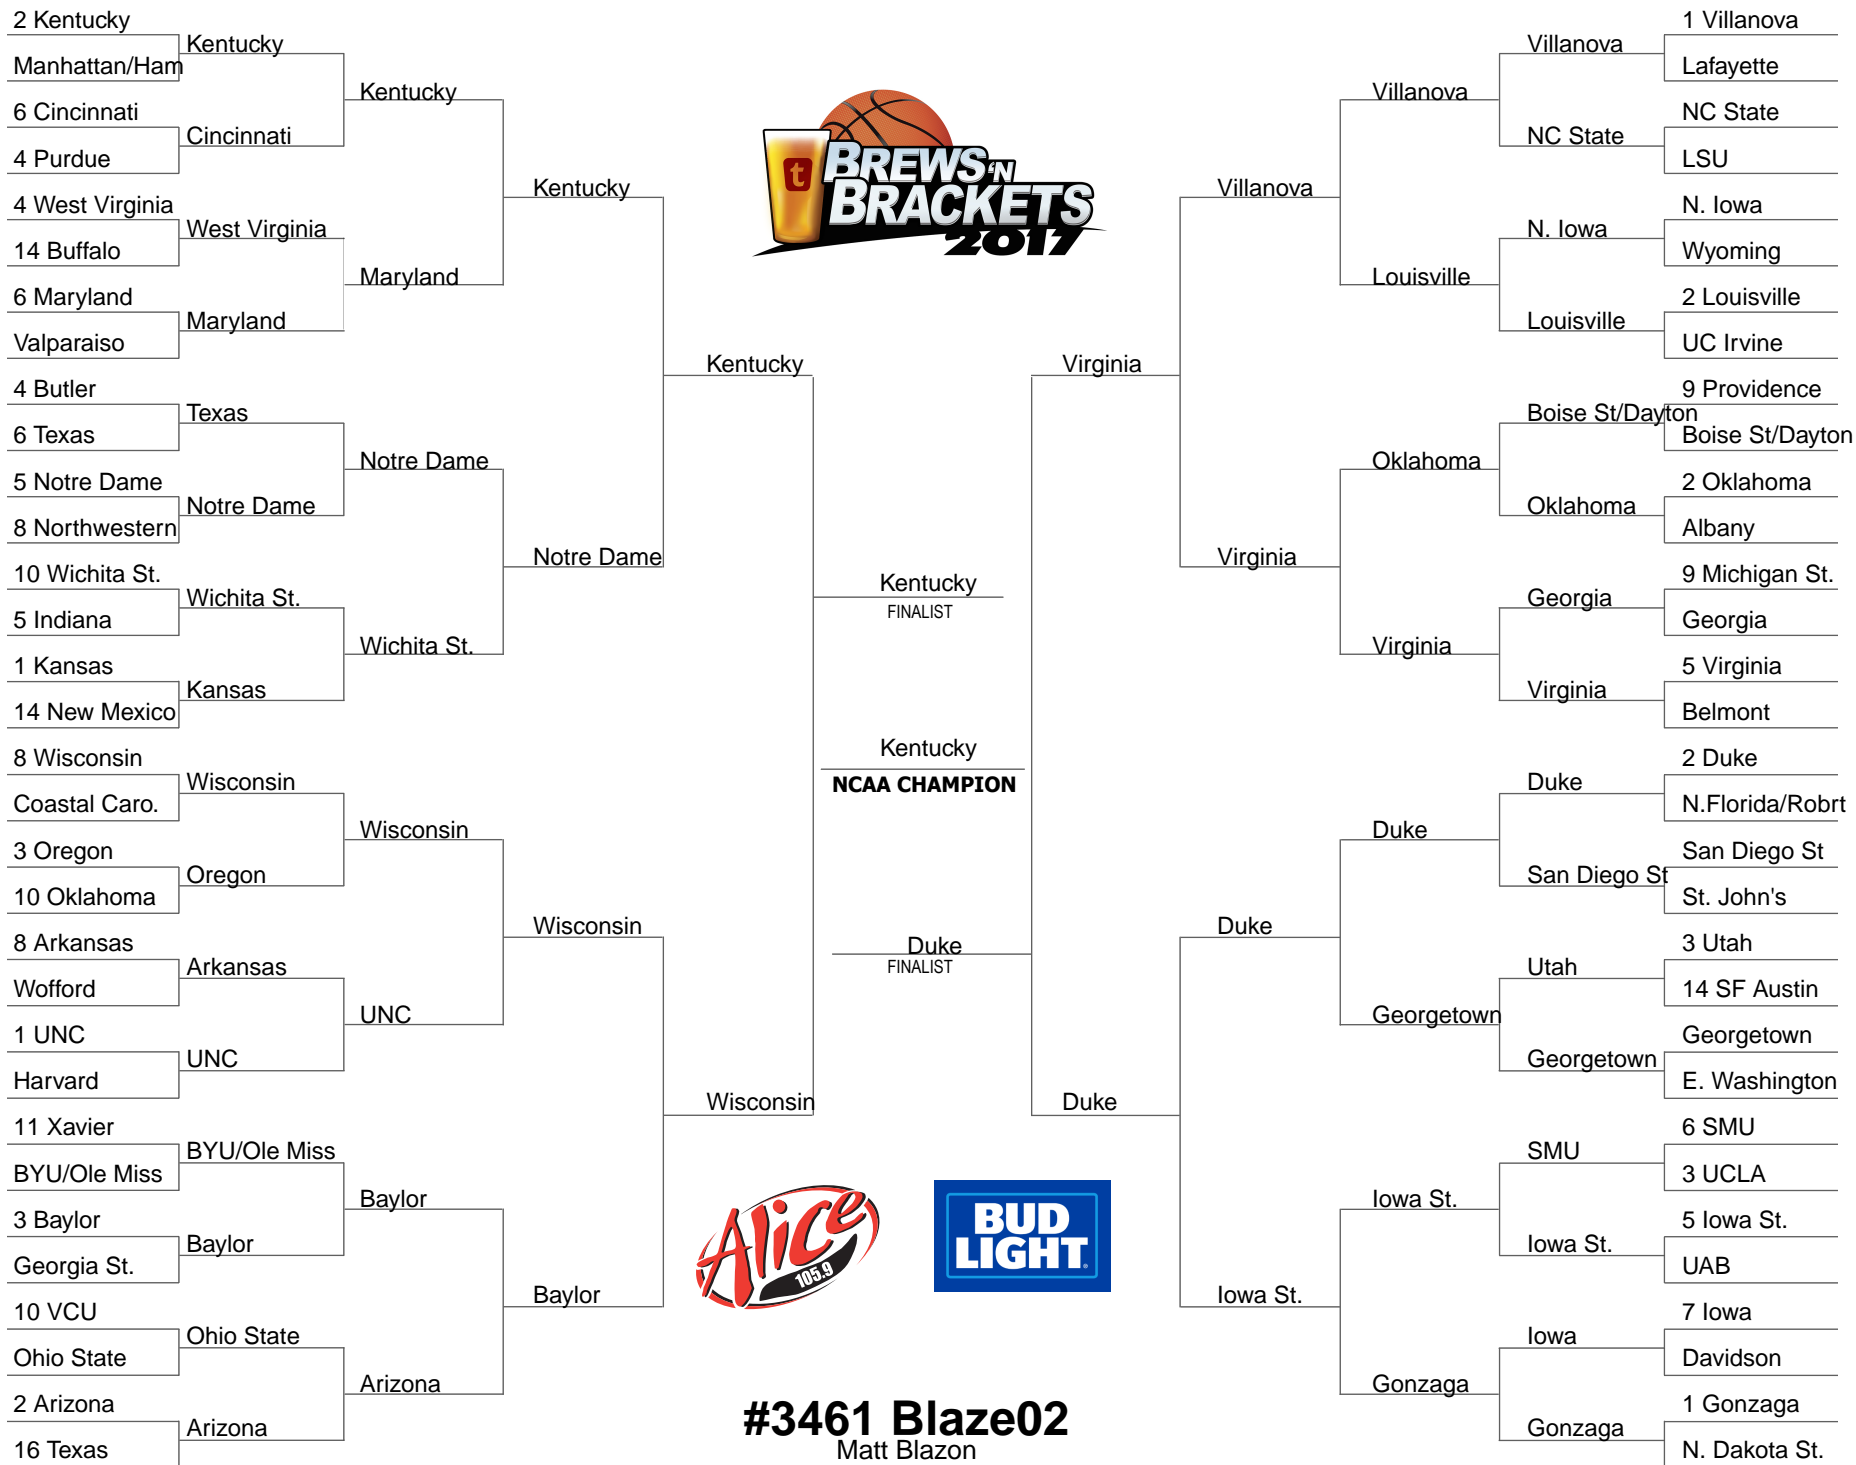 2 Kentucky
Manhattan/Ham
6 Cincinnati
4 Purdue
4 West Virginia
14 Buffalo
6 Maryland
Valparaiso
4 Butler
6 Texas
5 Notre Dame
8 Northwestern
10 Wichita St.
5 Indiana
1 Kansas
14 New Mexico
8 Wisconsin
Coastal Caro.
3 Oregon
10 Oklahoma
8 Arkansas
Wofford
1 UNC
Harvard
11 Xavier
BYU/Ole Miss
3 Baylor
Georgia St.
10 VCU
Ohio State
2 Arizona
16 Texas
Kentucky
Cincinnati
West Virginia
Maryland
Texas
Notre Dame
Wichita St.
Kansas
Wisconsin
Oregon
Arkansas
UNC
BYU/Ole Miss
Baylor
Ohio State
Arizona
Kentucky
Maryland
Notre Dame
Wichita St.
Wisconsin
UNC
Baylor
Arizona
Kentucky
Notre Dame
Wisconsin
Baylor
Kentucky
Wisconsin
t
BREWS 'N
BRACKETS
2017
Kentucky
FINALIST
Kentucky
NCAA CHAMPION
Duke
FINALIST
Alice
105.9
BUD
LIGHT
#3461 Blaze02
Matt Blazon
Virginia
Duke
Villanova
Virginia
Duke
Iowa St.
Villanova
Louisville
Oklahoma
Virginia
Duke
Georgetown
Iowa St.
Gonzaga
Villanova
NC State
N. Iowa
Louisville
Boise St/Dayton
Oklahoma
Georgia
Virginia
Duke
San Diego St
Utah
Georgetown
SMU
Iowa St.
Iowa
Gonzaga
1 Villanova
Lafayette
NC State
LSU
N. Iowa
Wyoming
2 Louisville
UC Irvine
9 Providence
Boise St/Dayton
2 Oklahoma
Albany
9 Michigan St.
Georgia
5 Virginia
Belmont
2 Duke
N.Florida/Robrt
San Diego St
St. John's
3 Utah
14 SF Austin
Georgetown
E. Washington
6 SMU
3 UCLA
5 Iowa St.
UAB
7 Iowa
Davidson
1 Gonzaga
N. Dakota St.